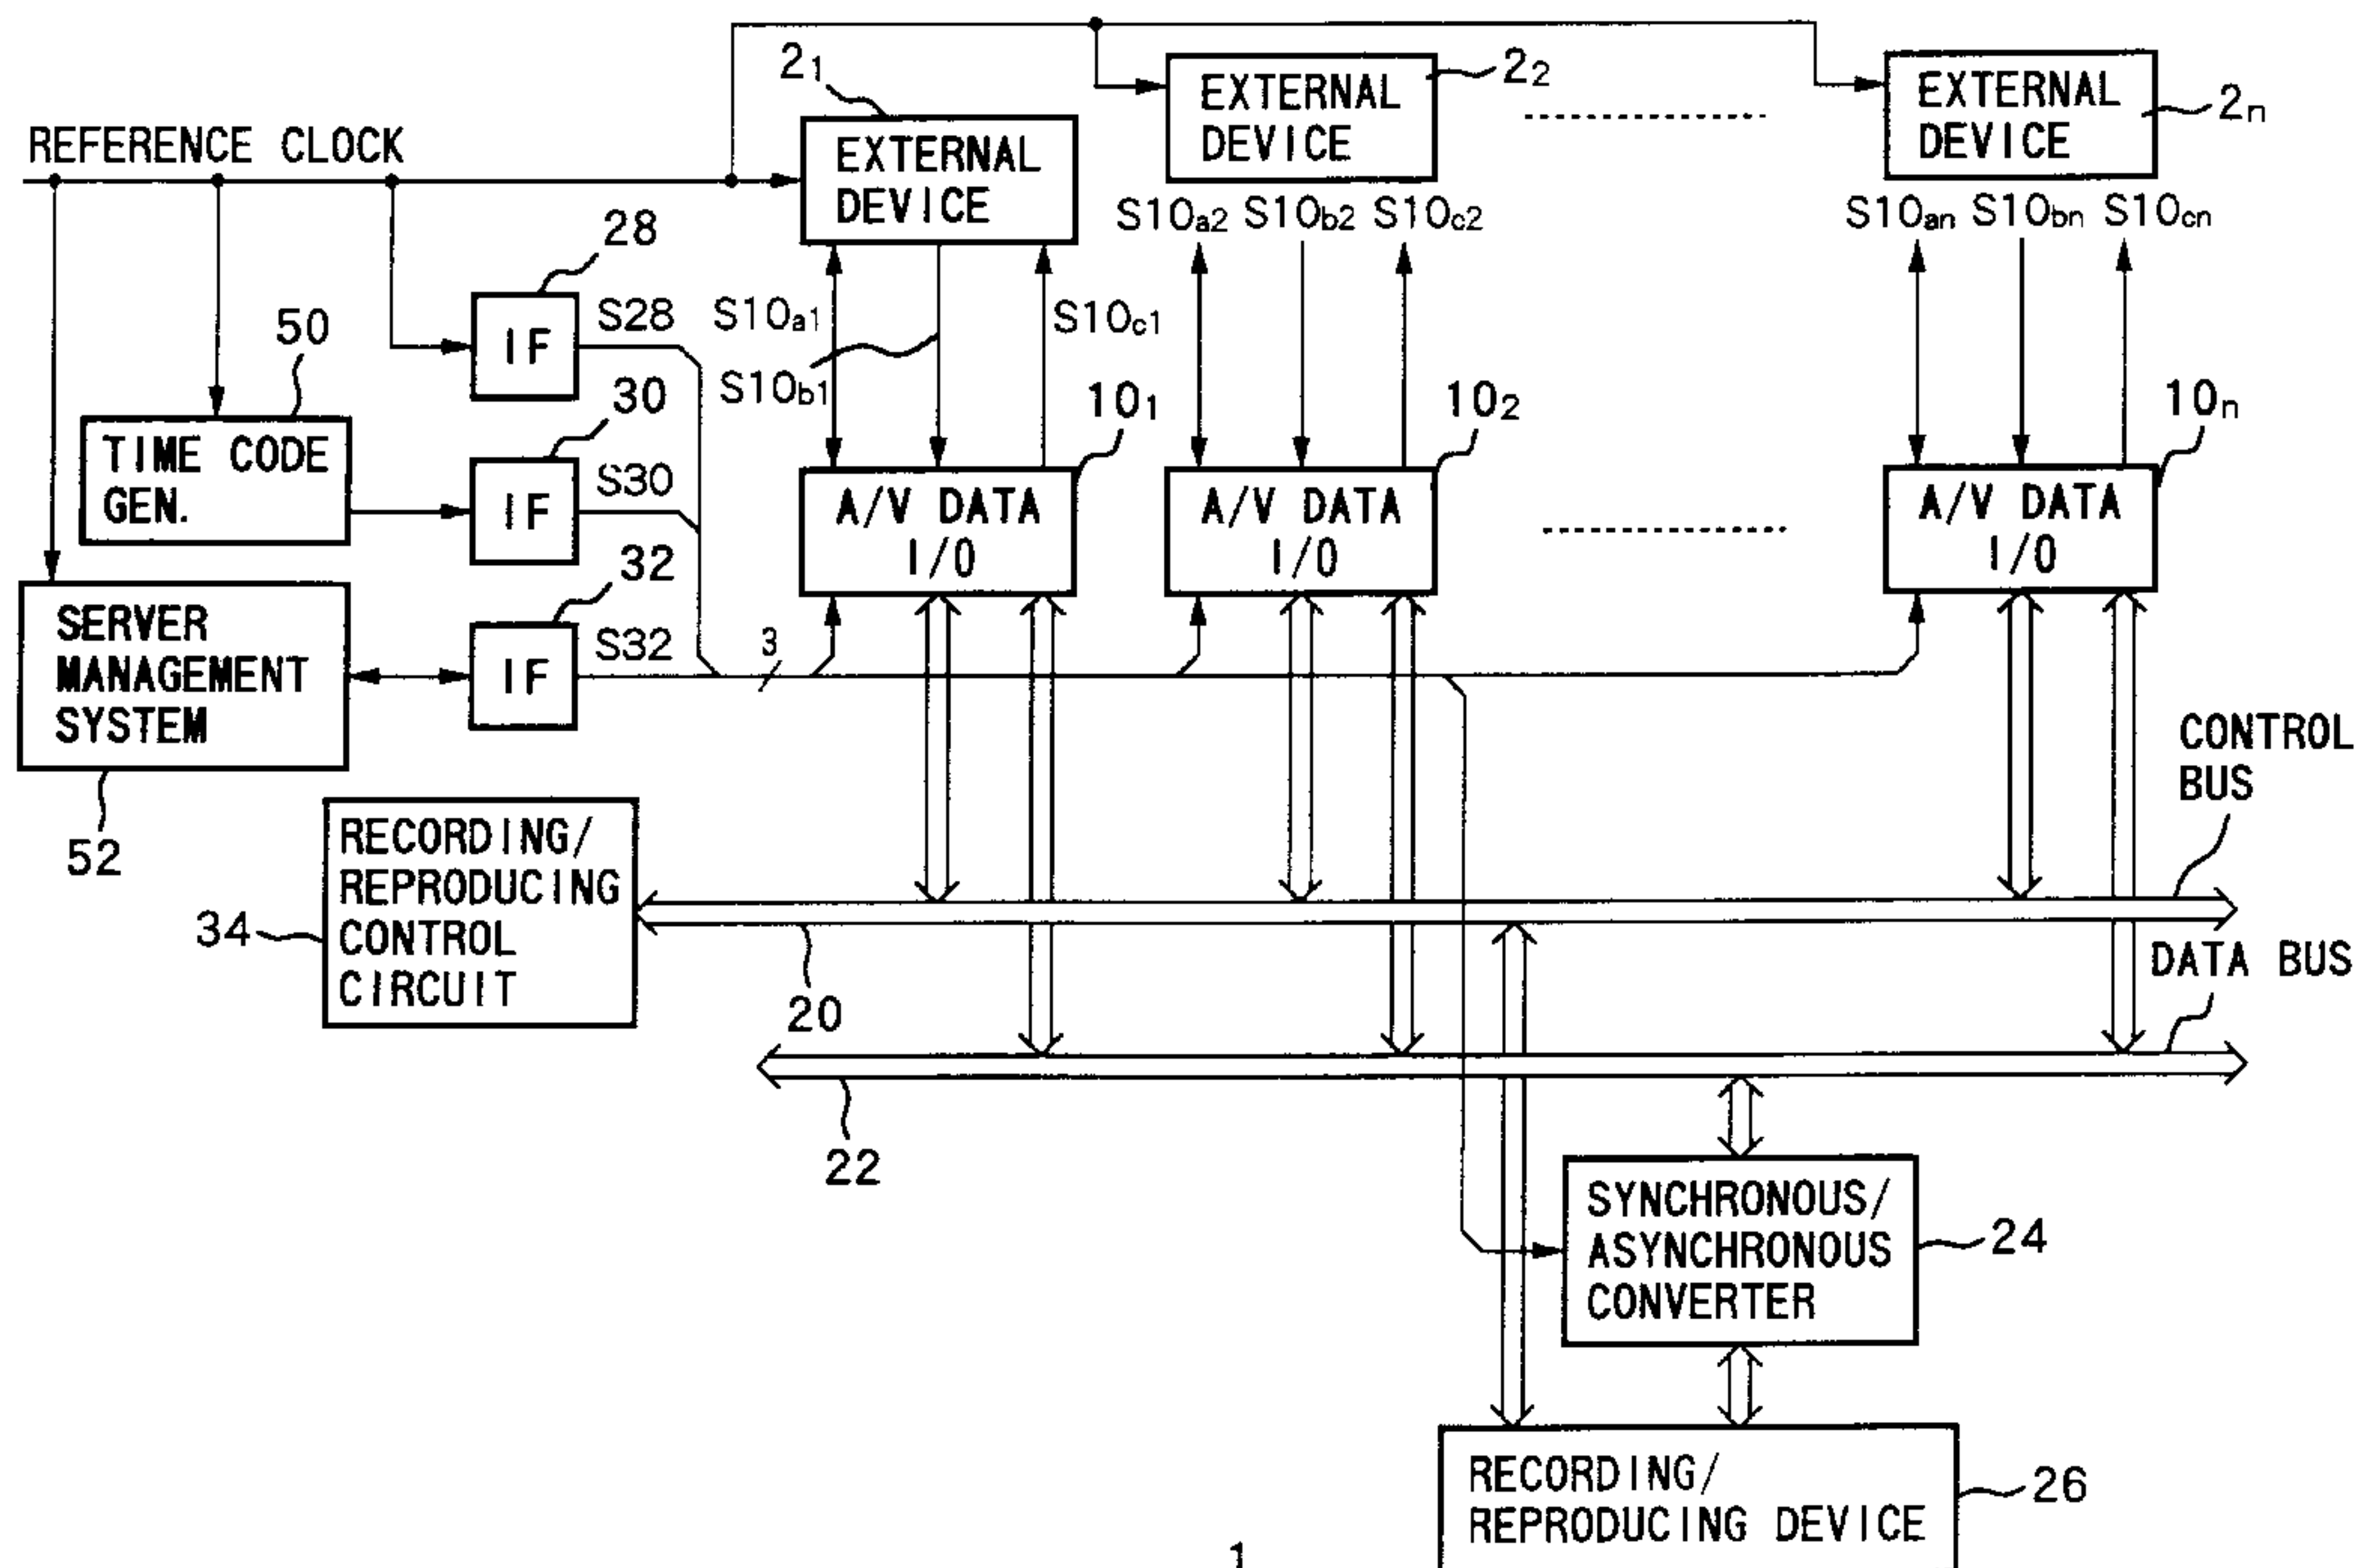 2₁
EXTERNAL
DEVICE
2₂
EXTERNAL
DEVICE
2ₙ
REFERENCE CLOCK
EXTERNAL
DEVICE
S10a2 S10b2 S10c2
S10an S10bn S10cn
28
IF
S28
S10a1
S10c1
S10b1
50
TIME CODE
GEN.
30
IF
S30
10₁
A/V DATA
I/O
10₂
A/V DATA
I/O
10ₙ
A/V DATA
I/O
32
SERVER
MANAGEMENT
SYSTEM
IF
S32
3
52
CONTROL
BUS
RECORDING/
REPRODUCING
CONTROL
CIRCUIT
34
20
DATA BUS
22
SYNCHRONOUS/
ASYNCHRONOUS
CONVERTER
24
RECORDING/
REPRODUCING DEVICE
26
1